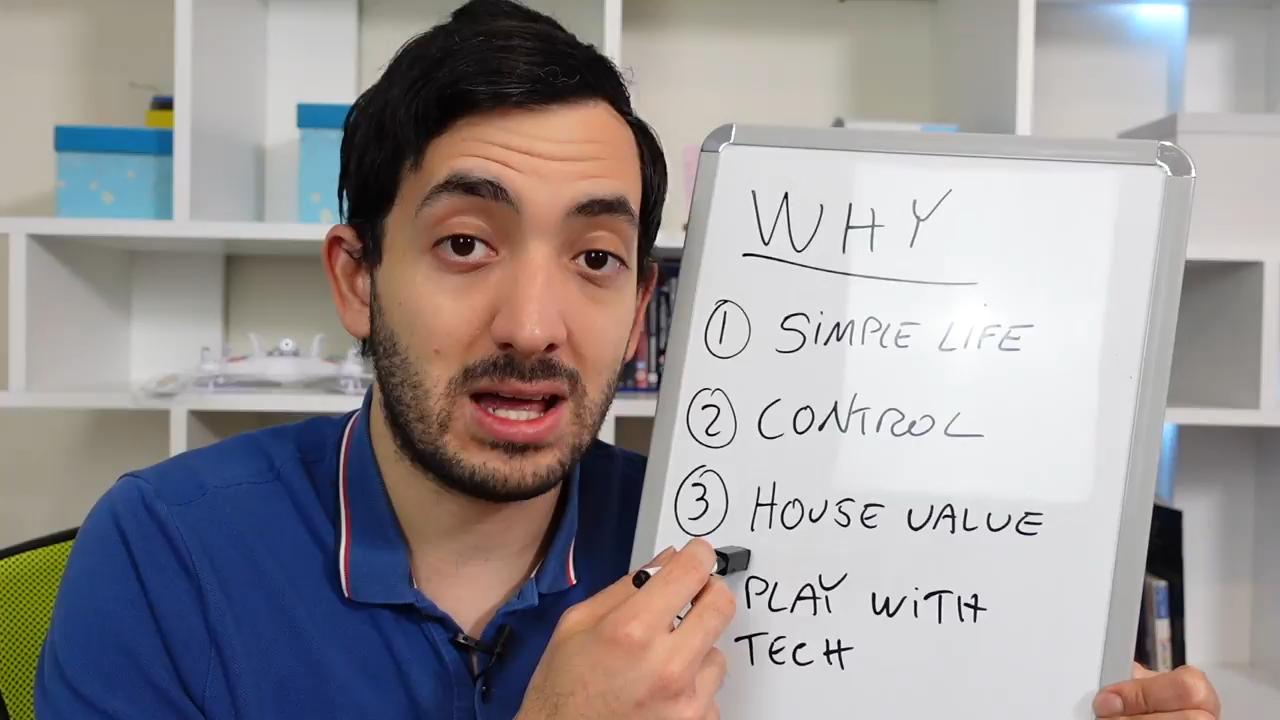 WHY
① SIMPLE LIFE
② CONTROL
③ HOUSE VALUE
PLAY WITH
TECH